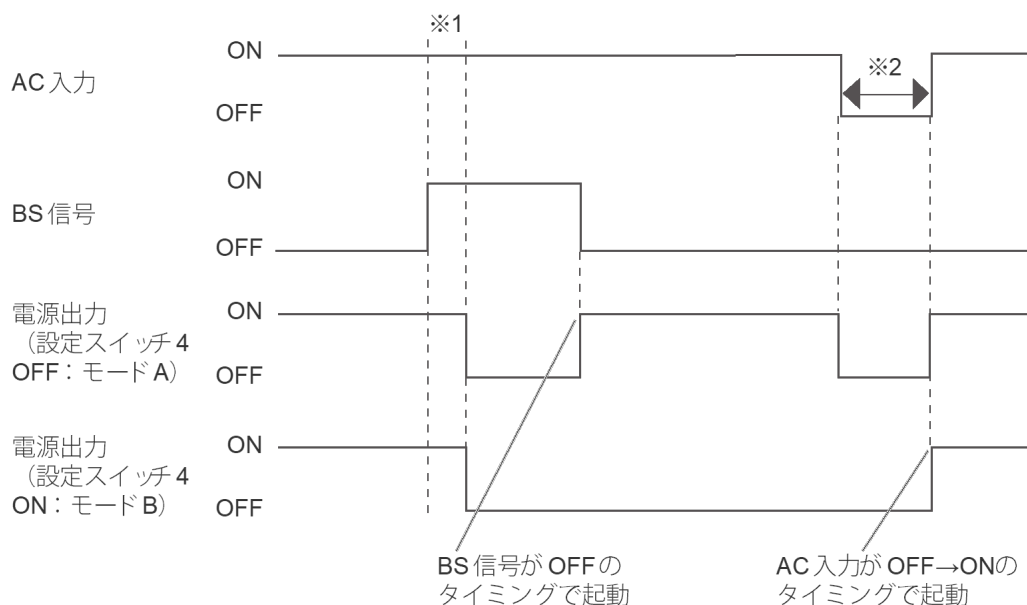 ※1
ON
AC入力
※2
OFF
ON
BS信号
OFF
電源出力
(設定スイッチ4
OFF:モードA)
ON
OFF
電源出力
(設定スイッチ4
ON:モードB)
ON
OFF
BS信号がOFFの
タイミングで起動
AC入力がOFF→ONの
タイミングで起動